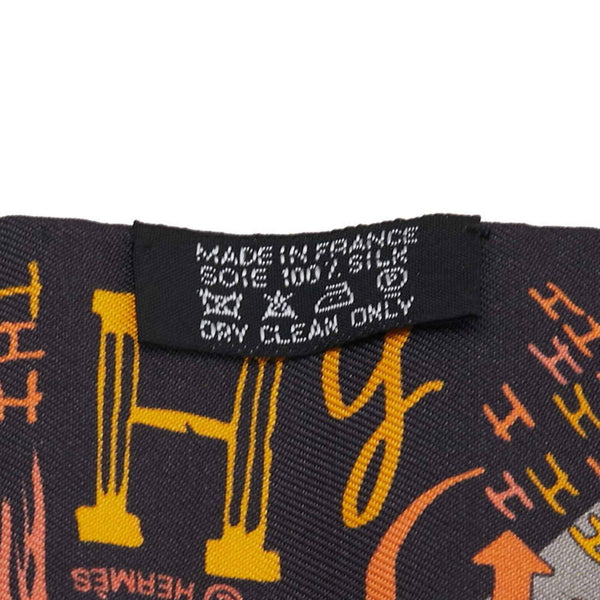 MADE IN FRANCE
SOIE 100% SILK
DRY CLEAN ONLY
H
y
H H H H
H H H H
© HERMÈS